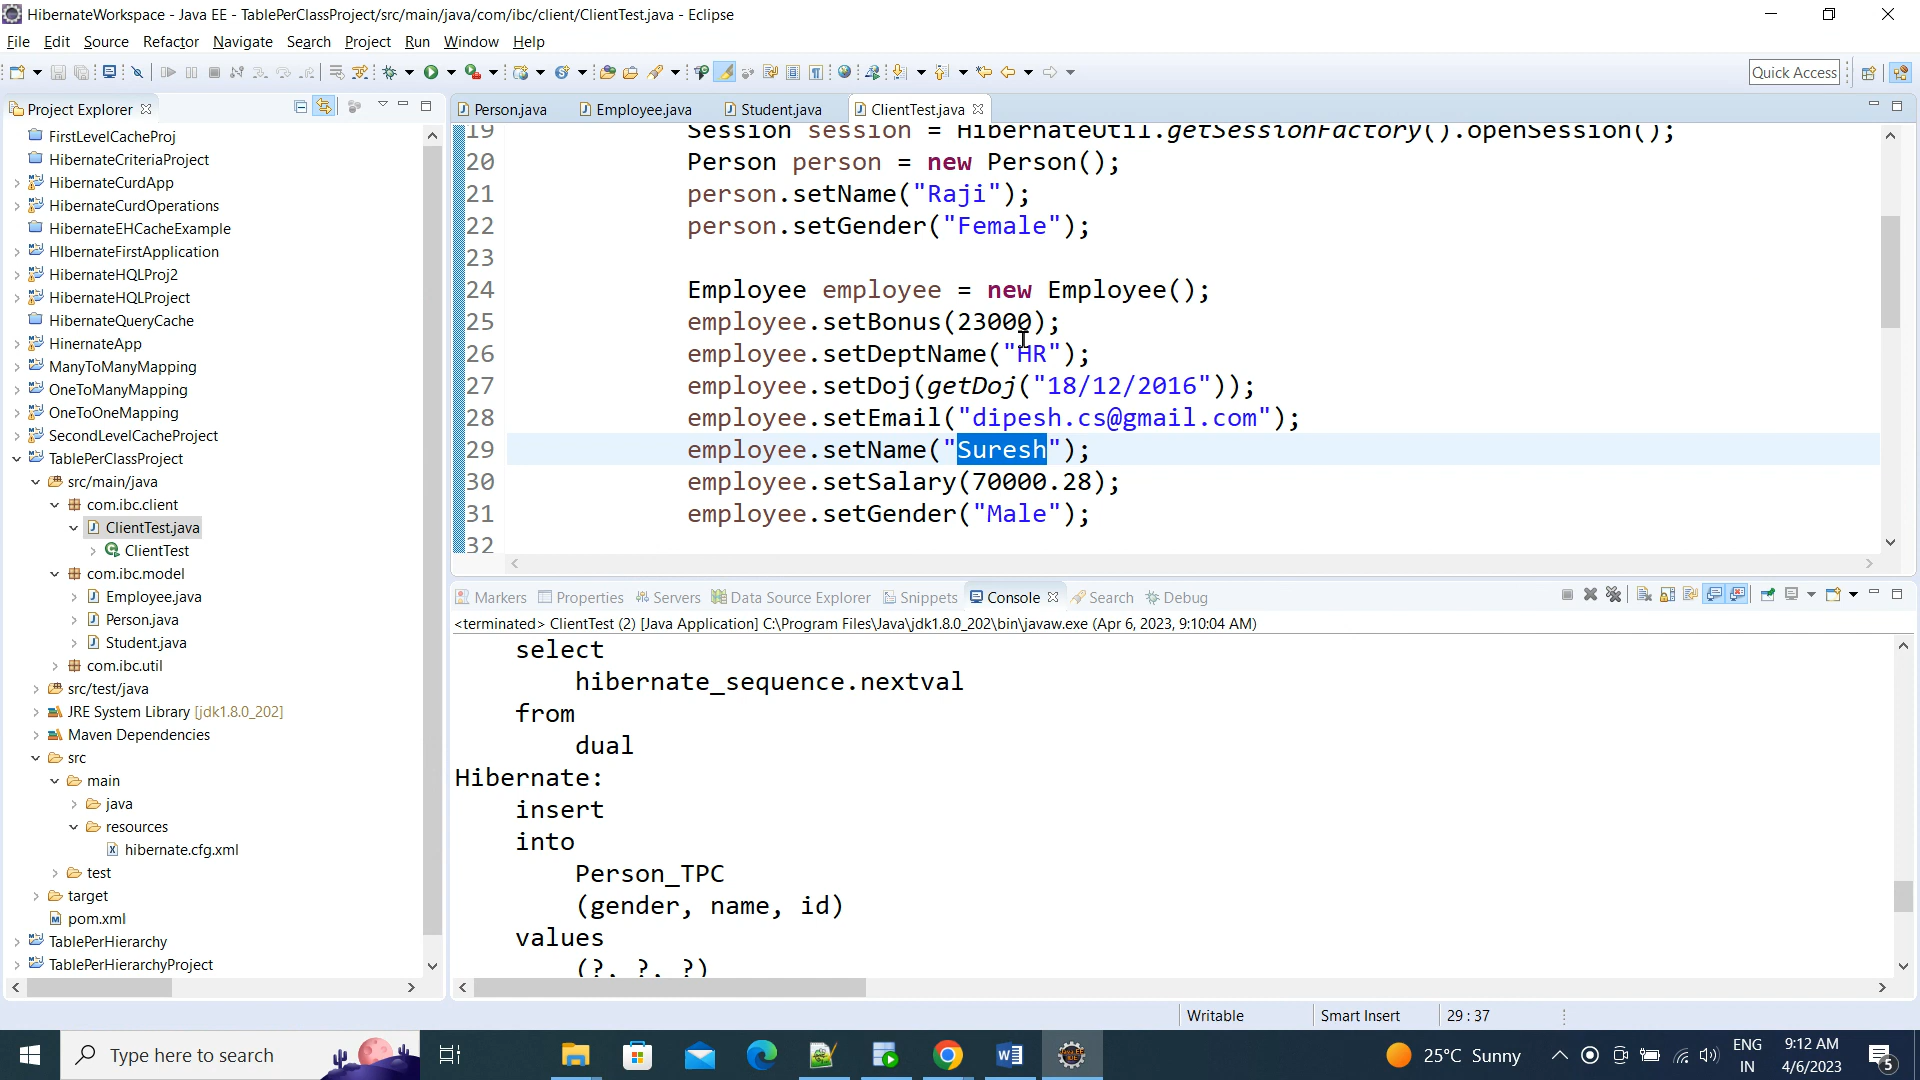 HibernateWorkspace - Java EE - TablePerClassProject/src/main/java/com/ibc/client/ClientTest.java - Eclipse
File Edit Source Refactor Navigate Search Project Run Window Help
Quick Access
Project Explorer
FirstLevelCacheProj
HibernateCriteriaProject
HibernateCurdApp
HibernateCurdOperations
HibernateEHCacheExample
HIbernateFirstApplication
HibernateHQLProj2
HibernateHQLProject
HibernateQueryCache
HinernateApp
ManyToManyMapping
OneToManyMapping
OneToOneMapping
SecondLevelCacheProject
TablePerClassProject
src/main/java
com.ibc.client
ClientTest.java
ClientTest
com.ibc.model
Employee.java
Person.java
Student.java
com.ibc.util
src/test/java
JRE System Library [jdk1.8.0_202]
Maven Dependencies
src
main
java
resources
hibernate.cfg.xml
test
target
pom.xml
TablePerHierarchy
TablePerHierarchyProject
Person.java Employee.java Student.java ClientTest.java
19 Session session = HibernateUtil.getSessionFactory().openSession();
20 Person person = new Person();
21 person.setName("Raji");
22 person.setGender("Female");
23
24 Employee employee = new Employee();
25 employee.setBonus(23000);
26 employee.setDeptName("HR");
27 employee.setDoj(getDoj("18/12/2016"));
28 employee.setEmail("dipesh.cs@gmail.com");
29 employee.setName("Suresh");
30 employee.setSalary(70000.28);
31 employee.setGender("Male");
32
Markers Properties Servers Data Source Explorer Snippets Console Search Debug
<terminated> ClientTest (2) [Java Application] C:\Program Files\Java\jdk1.8.0_202\bin\javaw.exe (Apr 6, 2023, 9:10:04 AM)
select
hibernate_sequence.nextval
from
dual
Hibernate:
insert
into
Person_TPC
(gender, name, id)
values
(?, ?, ?)
Writable Smart Insert 29 : 37
Type here to search
25°C Sunny
ENG
IN
9:12 AM
4/6/2023
5